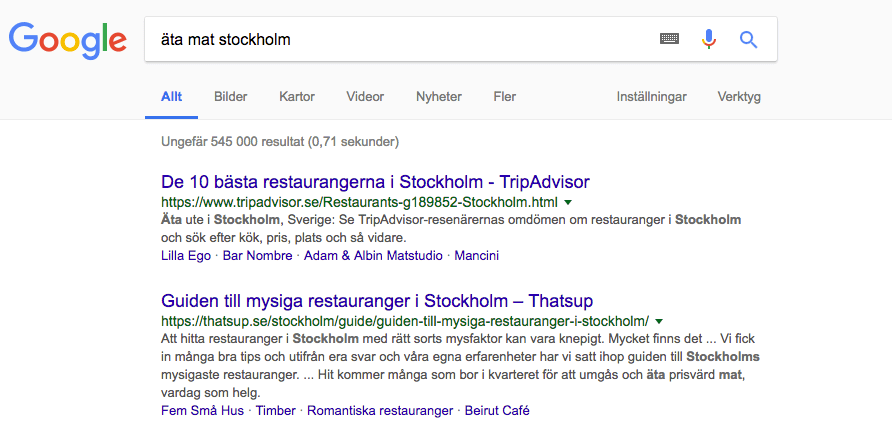 Google
äta mat stockholm
Allt Bilder Kartor Videor Nyheter Fler Inställningar Verktyg
Ungefär 545 000 resultat (0,71 sekunder)
De 10 bästa restaurangerna i Stockholm - TripAdvisor
https://www.tripadvisor.se/Restaurants-g189852-Stockholm.html
Äta ute i Stockholm, Sverige: Se TripAdvisor-resenärernas omdömen om restauranger i Stockholm
och sök efter kök, pris, plats och så vidare.
Lilla Ego · Bar Nombre · Adam & Albin Matstudio · Mancini
Guiden till mysiga restauranger i Stockholm – Thatsup
https://thatsup.se/stockholm/guide/guiden-till-mysiga-restauranger-i-stockholm/
Att hitta restauranger i Stockholm med rätt sorts mysfaktor kan vara knepigt. Mycket finns det ... Vi fick
in många bra tips och utifrån era svar och våra egna erfarenheter har vi satt ihop guiden till Stockholms
mysigaste restauranger. ... Hit kommer många som bor i kvarteret för att umgås och äta prisvärd mat,
vardag som helg.
Fem Små Hus · Timber · Romantiska restauranger · Beirut Café